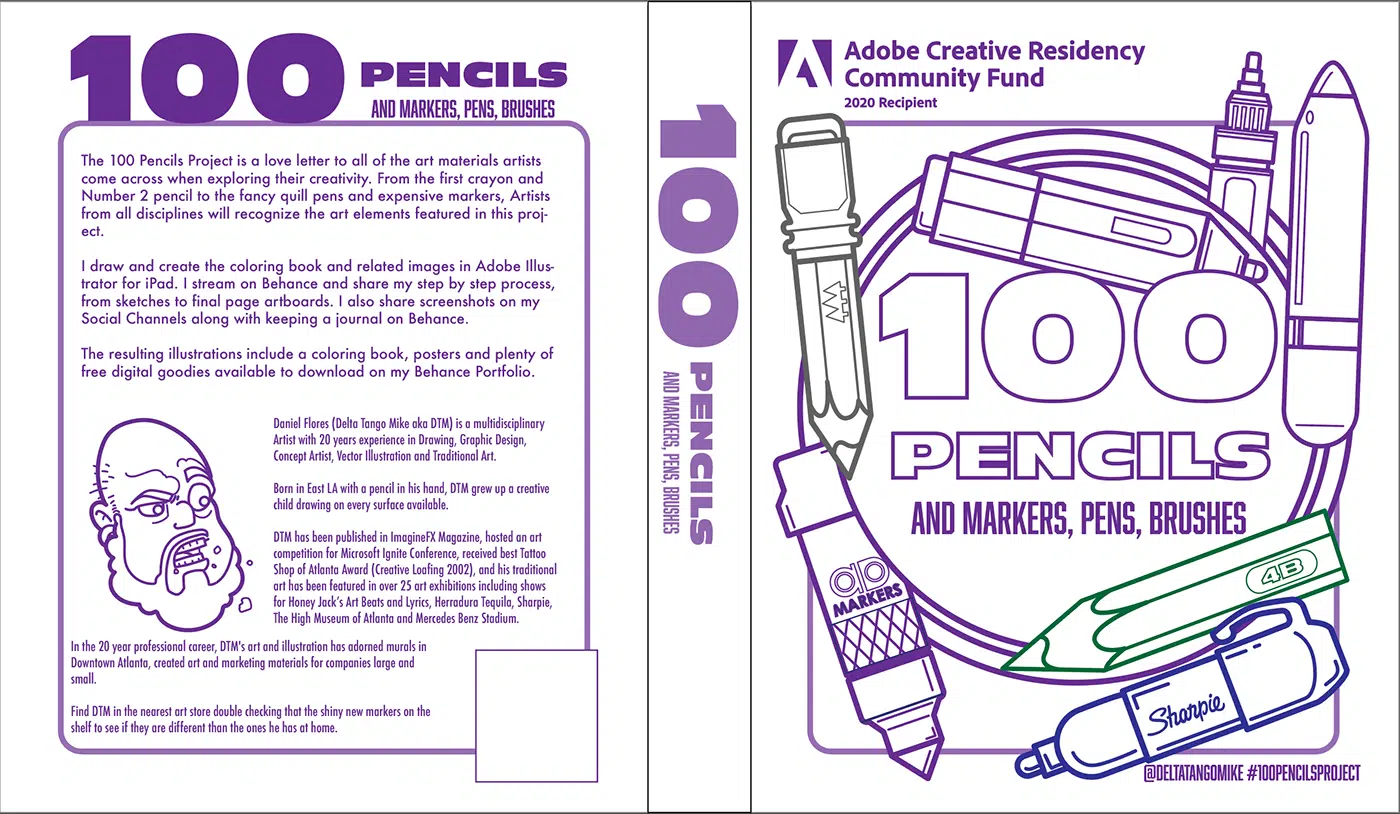 100 PENCILS
AND MARKERS, PENS, BRUSHES
The 100 Pencils Project is a love letter to all of the art materials artists
come across when exploring their creativity. From the first crayon and
Number 2 pencil to the fancy quill pens and expensive markers, Artists
from all disciplines will recognize the art elements featured in this proj-
ect.
I draw and create the coloring book and related images in Adobe Illus-
trator for iPad. I stream on Behance and share my step by step process,
from sketches to final page artboards. I also share screenshots on my
Social Channels along with keeping a journal on Behance.
The resulting illustrations include a coloring book, posters and plenty of
free digital goodies available to download on my Behance Portfolio.
Daniel Flores (Delta Tango Mike aka DTM) is a multidisciplinary
Artist with 20 years experience in Drawing, Graphic Design,
Concept Artist, Vector Illustration and Traditional Art.
Born in East LA with a pencil in his hand, DTM grew up a creative
child drawing on every surface available.
DTM has been published in ImagineFX Magazine, hosted an art
competition for Microsoft Ignite Conference, received best Tattoo
Shop of Atlanta Award (Creative Loafing 2002), and his traditional
art has been featured in over 25 art exhibitions including shows
for Honey Jack's Art Beats and Lyrics, Herradura Tequila, Sharpie,
The High Museum of Atlanta and Mercedes Benz Stadium.
In the 20 year professional career, DTM's art and illustration has adorned murals in
Downtown Atlanta, created art and marketing materials for companies large and
small.
Find DTM in the nearest art store double checking that the shiny new markers on the
shelf to see if they are different than the ones he has at home.
100 PENCILS
AND MARKERS, PENS, BRUSHES
Adobe Creative Residency
Community Fund
2020 Recipient
100
PENCILS
AND MARKERS, PENS, BRUSHES
4B
MARKERS
Sharpie
@DELTATANGOMIKE #100PENCILSPROJECT